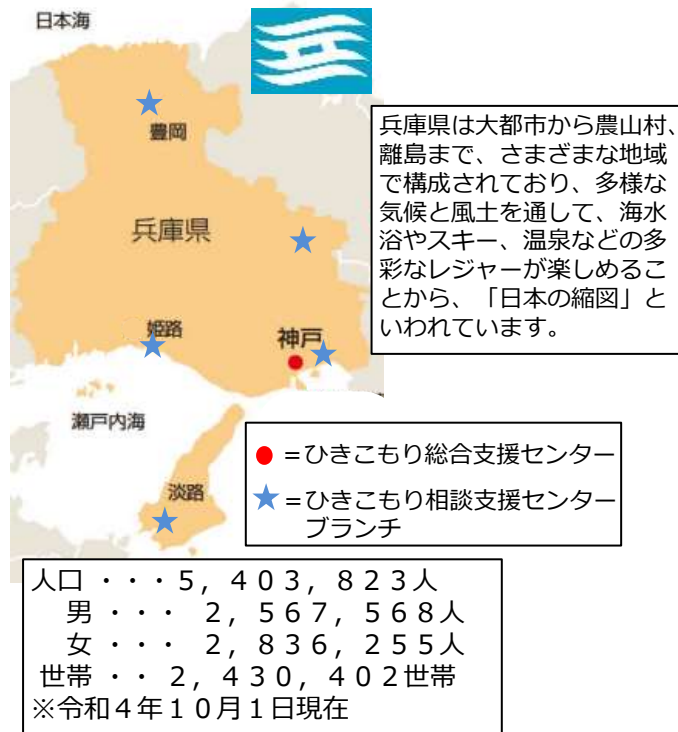 日本海
豊岡
兵庫県は大都市から農山村、
離島まで、さまざまな地域
で構成されており、多様な
気候と風土を通して、海水
浴やスキー、温泉などの多
彩なレジャーが楽しめるこ
とから、「日本の縮図」と
いわれています。
兵庫県
姫路
神戸
瀬戸内海
淡路
=ひきこもり総合支援センター
=ひきこもり相談支援センター
ブランチ
人口 ・・・5,403,823人
男 ・・・ 2,567,568人
女 ・・・ 2,836,255人
世帯 ・・ 2,430,402世帯
※令和4年10月1日現在